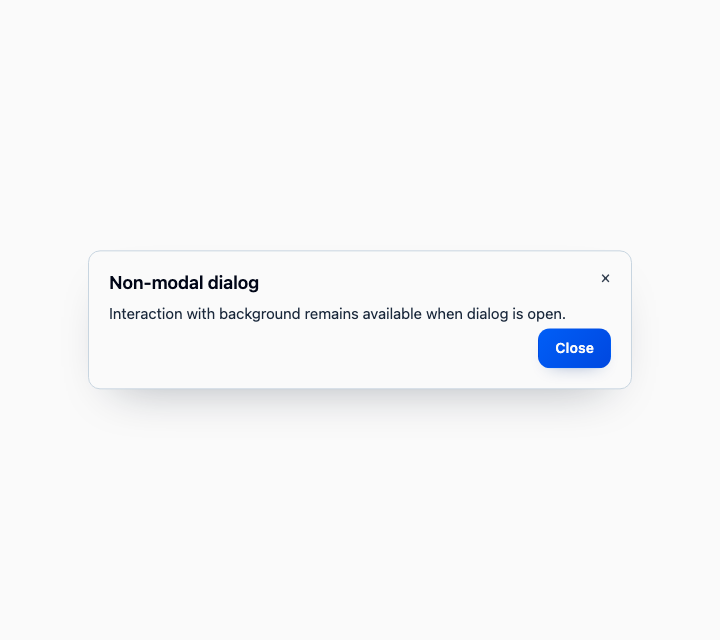 Non-modal dialog
×
Interaction with background remains available when dialog is open.
Close